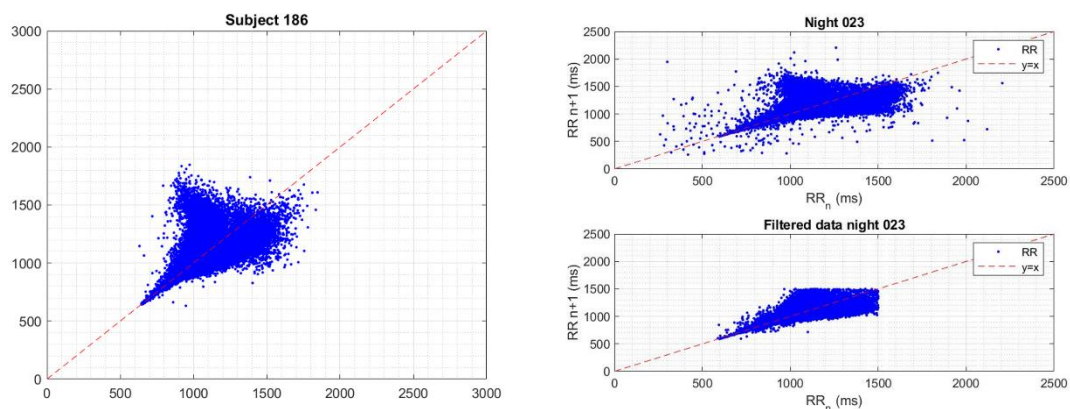 Subject 186
3000
2500
2000
1500
1000
500
0
0 500 1000 1500 2000 2500 3000
Night 023
RR n+1 (ms)
2500
2000
1500
1000
500
0
RR
y=x
0 500 1000 1500 2000 2500
RR_n (ms)
Filtered data night 023
RR n+1 (ms)
2500
2000
1500
1000
500
0
RR
y=x
0 500 1000 1500 2000 2500
RR_n (ms)